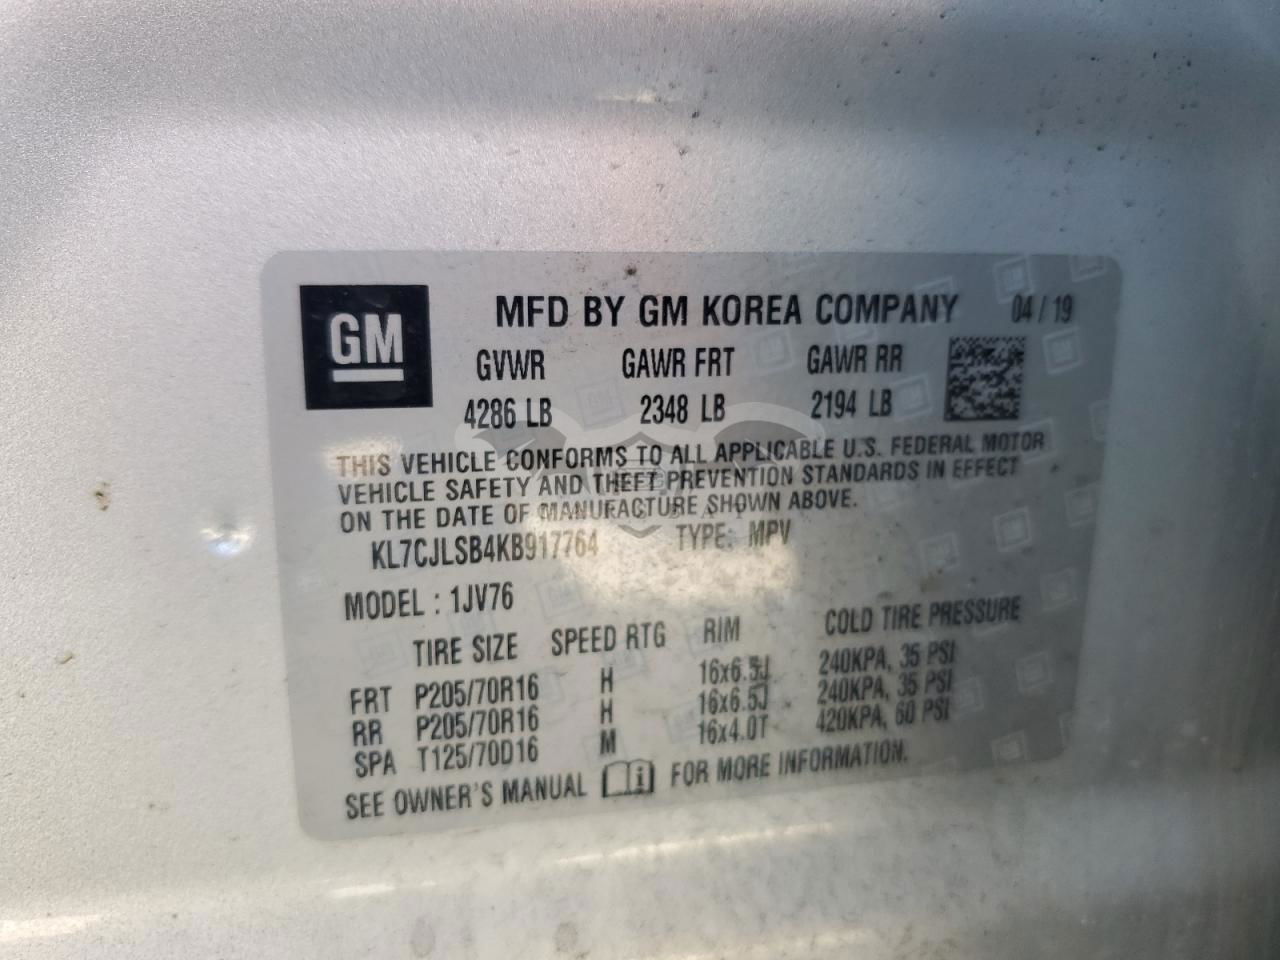 GM
MFD BY GM KOREA COMPANY 04 / 19
GVWR GAWR FRT GAWR RR
4286 LB 2348 LB 2194 LB
THIS VEHICLE CONFORMS TO ALL APPLICABLE U.S. FEDERAL MOTOR
VEHICLE SAFETY AND THEFT PREVENTION STANDARDS IN EFFECT
ON THE DATE OF MANUFACTURE SHOWN ABOVE.
KL7CJLSB4KB917764 TYPE: MPV
MODEL : 1JV76
TIRE SIZE SPEED RTG RIM COLD TIRE PRESSURE
FRT P205/70R16 H 16x6.5J 240KPA, 35 PSI
RR P205/70R16 H 16x6.5J 240KPA, 35 PSI
SPA T125/70D16 M 16x4.0T 420KPA, 60 PSI
SEE OWNER'S MANUAL FOR MORE INFORMATION.